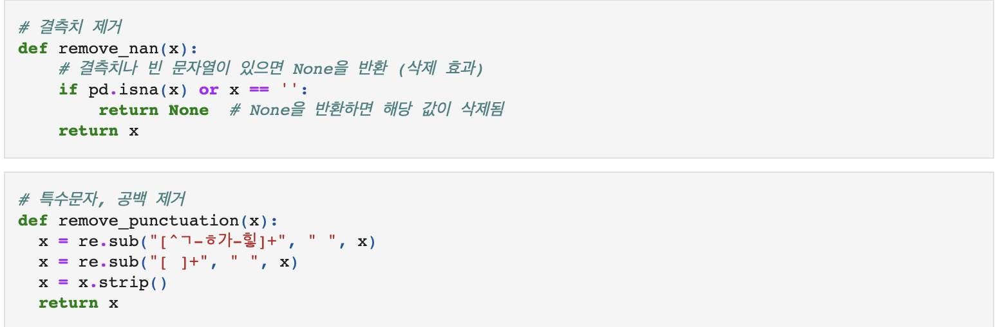 # 결측치 제거
def remove_nan(x):
    # 결측치나 빈 문자열이 있으면 None을 반환 (삭제 효과)
    if pd.isna(x) or x == '':
        return None  # None을 반환하면 해당 값이 삭제됨
    return x
# 특수문자, 공백 제거
def remove_punctuation(x):
  x = re.sub("[^ㄱ-ㅎ가-힣]+", " ", x)
  x = re.sub("[ ]+", " ", x)
  x = x.strip()
  return x